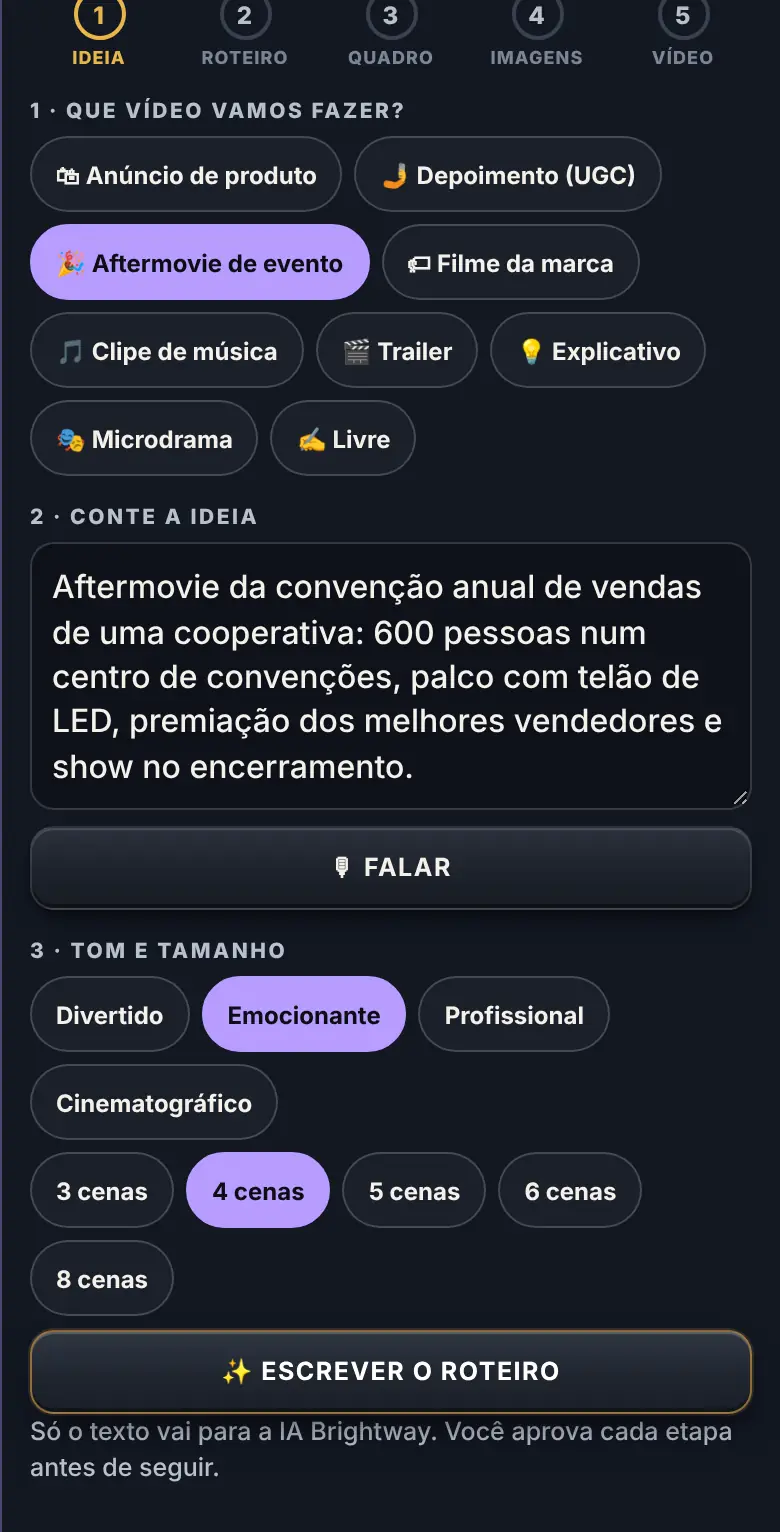 1 2 3 4 5
IDEIA ROTEIRO QUADRO IMAGENS VÍDEO
1 · QUE VÍDEO VAMOS FAZER?
🛍 Anúncio de produto 🤳 Depoimento (UGC)
🎉 Aftermovie de evento 🏷 Filme da marca
🎵 Clipe de música 🎬 Trailer 💡 Explicativo
🎭 Microdrama ✍️ Livre
2 · CONTE A IDEIA
Aftermovie da convenção anual de vendas
de uma cooperativa: 600 pessoas num
centro de convenções, palco com telão de
LED, premiação dos melhores vendedores e
show no encerramento.
🎙 FALAR
3 · TOM E TAMANHO
Divertido Emocionante Profissional
Cinematográfico
3 cenas 4 cenas 5 cenas 6 cenas
8 cenas
✨ ESCREVER O ROTEIRO
Só o texto vai para a IA Brightway. Você aprova cada etapa
antes de seguir.